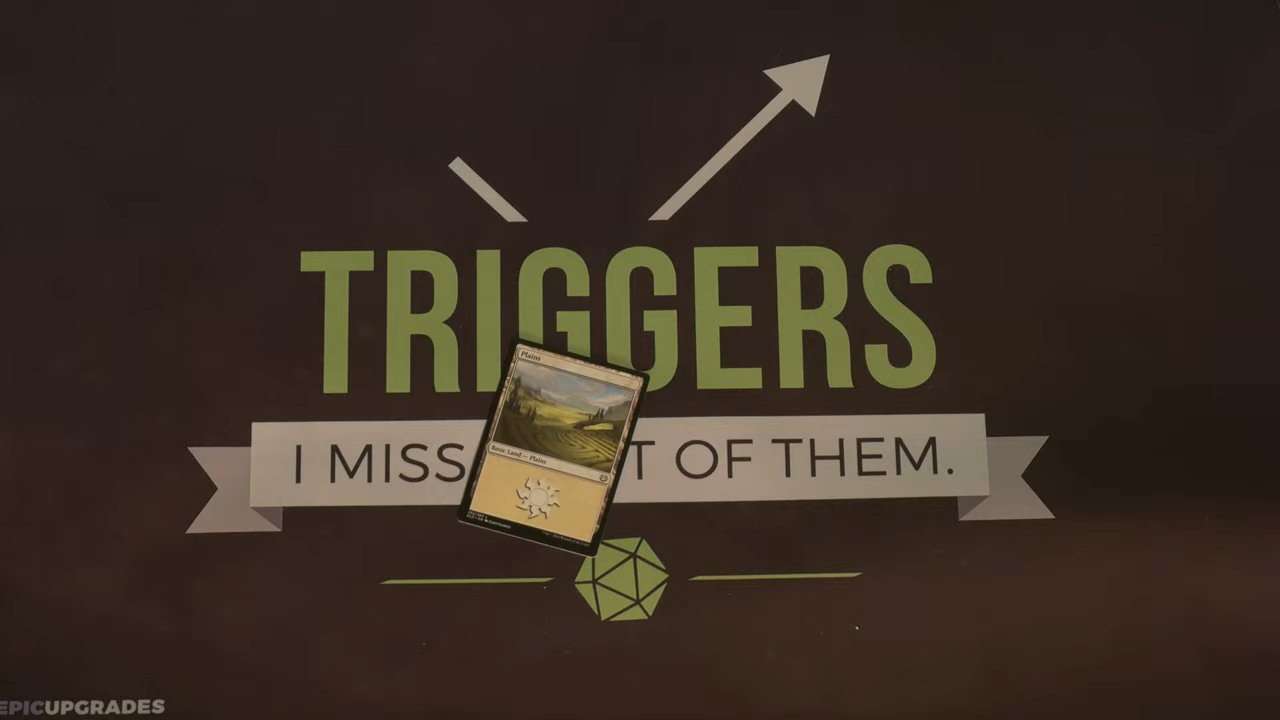 TRIGGERS
I MISS T OF THEM.
Plains
Basic Land — Plains
EPICUPGRADES